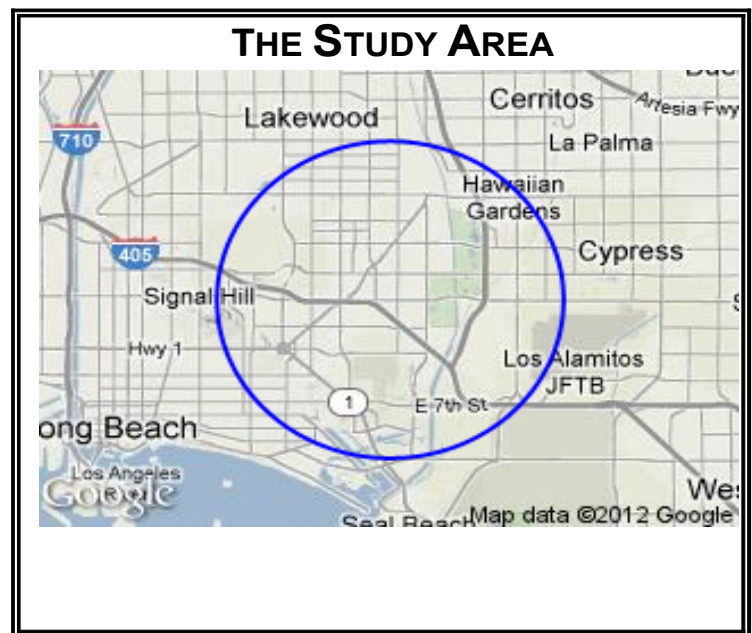 THE STUDY AREA
Cerritos
Artesia Fwy
Lakewood
710
La Palma
Hawaiian
Gardens
405
Cypress
Signal Hill
Hwy 1
Los Alamitos
JFTB
1
E 7th St
ong Beach
Los Angeles
Google
We
Seal Beach
Map data ©2012 Google